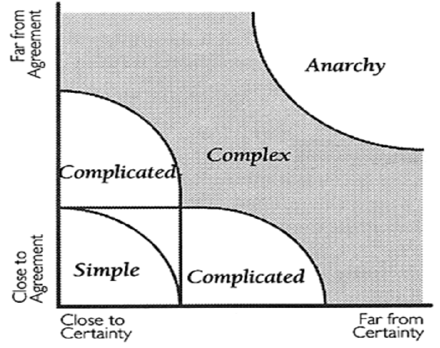 Far from
Agreement
Anarchy
Complex
Complicated
Simple
Complicated
Close to
Agreement
Close to
Certainty
Far from
Certainty